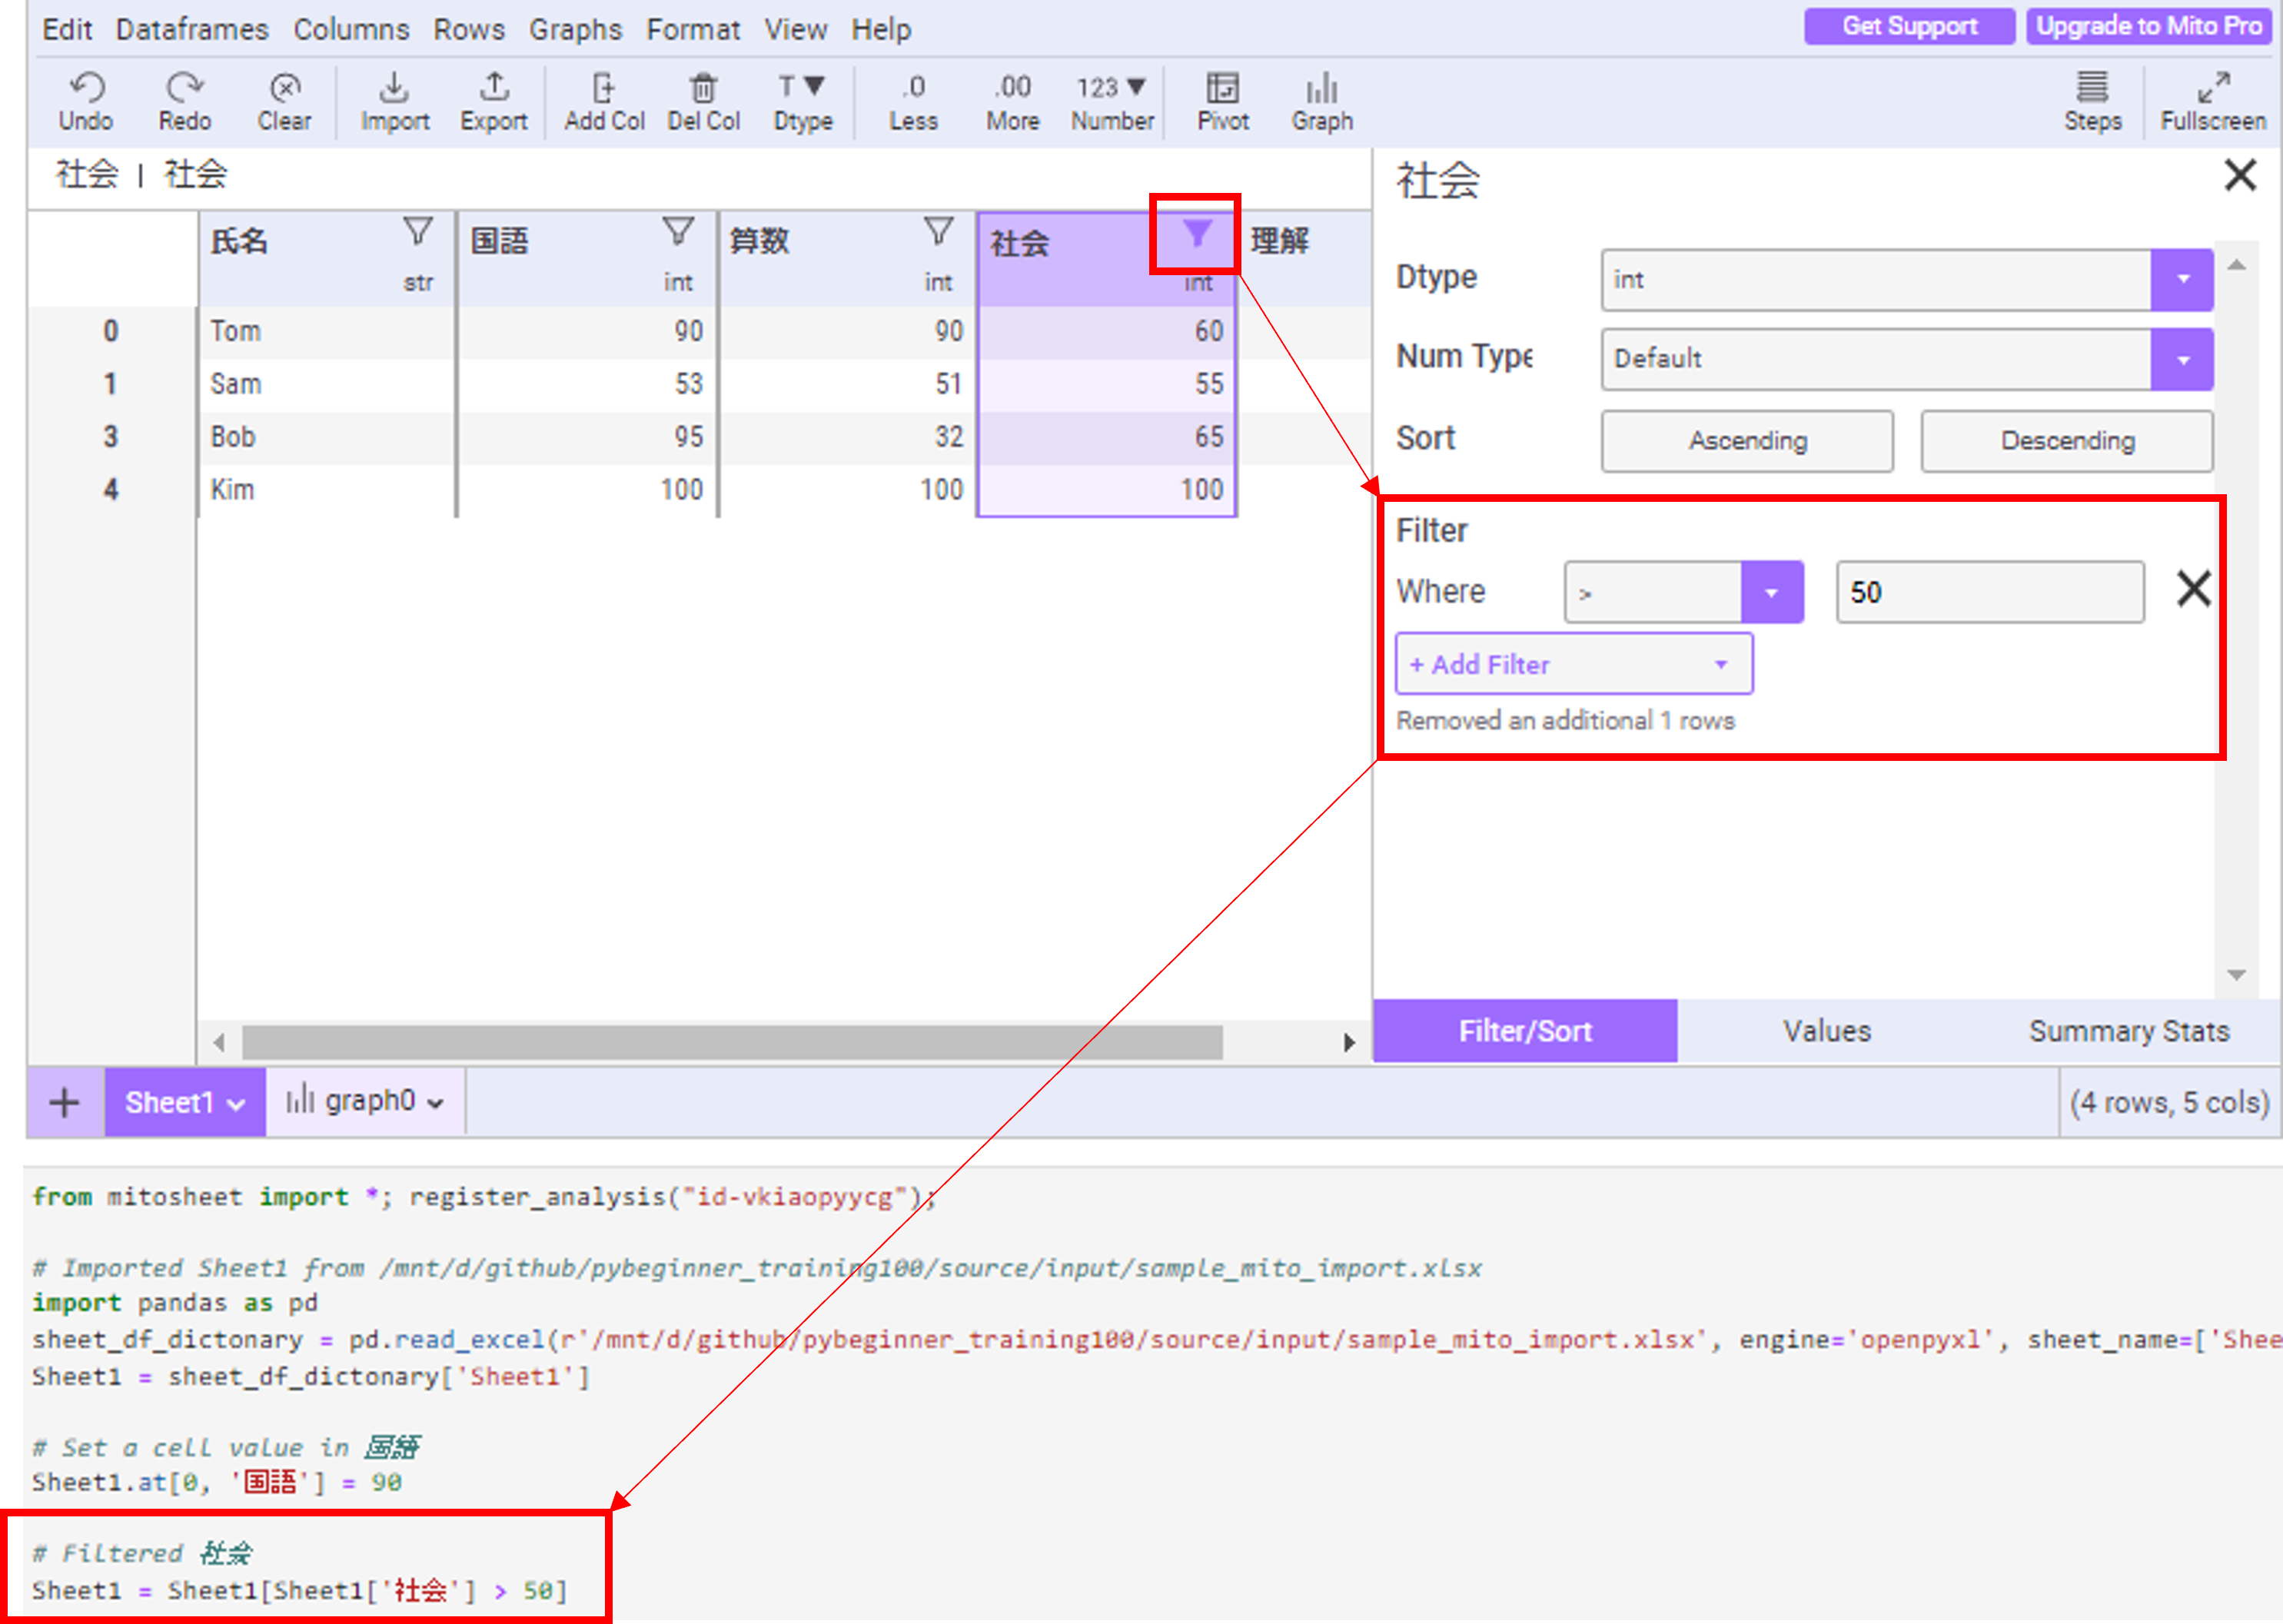 Edit Dataframes Columns Rows Graphs Format View Help Get Support Upgrade to Mito Pro
Undo Redo Clear Import Export Add Col Del Col T Dtype .0 Less .00 More 123 Number Pivot Graph Steps Fullscreen
社会 | 社会
氏名 国語 算数 社会 理解
str int int int
0 Tom 90 90 60
1 Sam 53 51 55
3 Bob 95 32 65
4 Kim 100 100 100
社会
Dtype int
Num Type Default
Sort Ascending Descending
Filter
Where > 50
+ Add Filter
Removed an additional 1 rows
Filter/Sort Values Summary Stats
+ Sheet1 graph0 (4 rows, 5 cols)
from mitosheet import *; register_analysis("id-vkiaopyycg");
# Imported Sheet1 from /mnt/d/github/pybeginner_training100/source/input/sample_mito_import.xlsx
import pandas as pd
sheet_df_dictonary = pd.read_excel(r'/mnt/d/github/pybeginner_training100/source/input/sample_mito_import.xlsx', engine='openpyxl', sheet_name=['Shee
Sheet1 = sheet_df_dictonary['Sheet1']
# Set a cell value in 国語
Sheet1.at[0, '国語'] = 90
# Filtered 社会
Sheet1 = Sheet1[Sheet1['社会'] > 50]